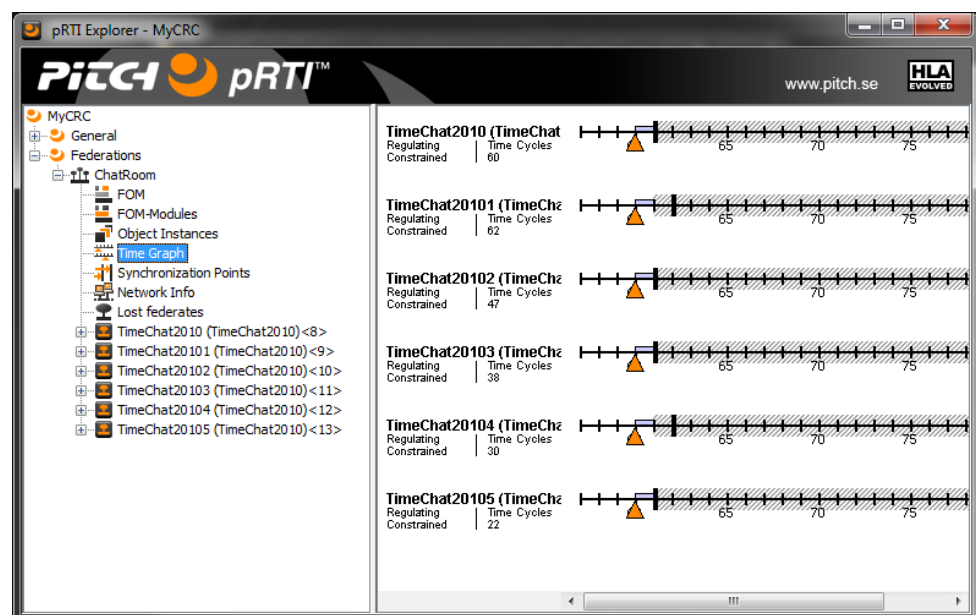 pRTI Explorer - MyCRC
PITCH pRTI™
www.pitch.se
HLA
EVOLVED
MyCRC
General
Federations
ChatRoom
FOM
FOM-Modules
Object Instances
Time Graph
Synchronization Points
Network Info
Lost federates
TimeChat2010 (TimeChat2010)<8>
TimeChat20101 (TimeChat2010)<9>
TimeChat20102 (TimeChat2010)<10>
TimeChat20103 (TimeChat2010)<11>
TimeChat20104 (TimeChat2010)<12>
TimeChat20105 (TimeChat2010)<13>
TimeChat2010 (TimeChat
Regulating Time Cycles
Constrained 60
65 70 75
TimeChat20101 (TimeCha
Regulating Time Cycles
Constrained 62
65 70 75
TimeChat20102 (TimeCha
Regulating Time Cycles
Constrained 47
65 70 75
TimeChat20103 (TimeCha
Regulating Time Cycles
Constrained 38
65 70 75
TimeChat20104 (TimeCha
Regulating Time Cycles
Constrained 30
65 70 75
TimeChat20105 (TimeCha
Regulating Time Cycles
Constrained 22
65 70 75